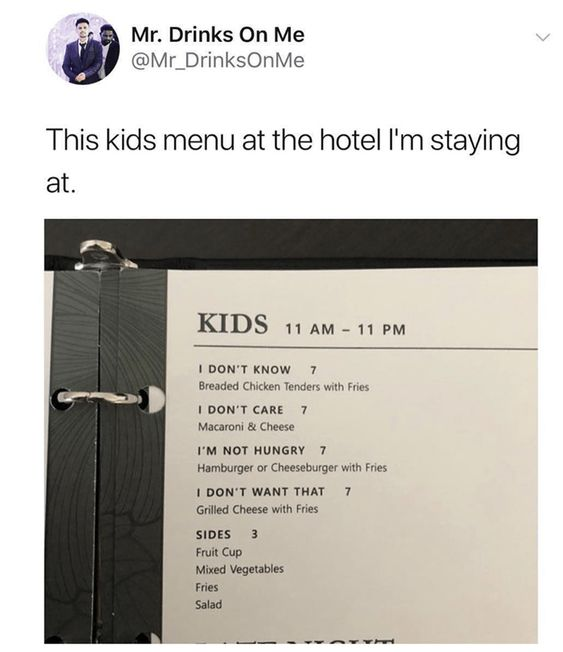 Mr. Drinks On Me
@Mr_DrinksOnMe
This kids menu at the hotel I'm staying
at.
KIDS 11 AM – 11 PM
I DON'T KNOW 7
Breaded Chicken Tenders with Fries
I DON'T CARE 7
Macaroni & Cheese
I'M NOT HUNGRY 7
Hamburger or Cheeseburger with Fries
I DON'T WANT THAT 7
Grilled Cheese with Fries
SIDES 3
Fruit Cup
Mixed Vegetables
Fries
Salad